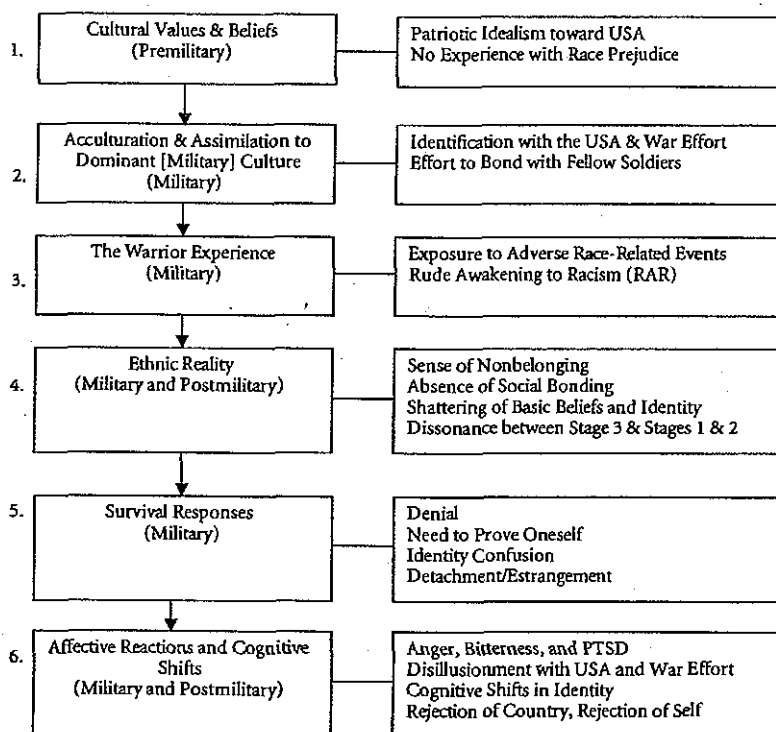 1.
Cultural Values & Beliefs
(Premilitary)
Patriotic Idealism toward USA
No Experience with Race Prejudice
2.
Acculturation & Assimilation to
Dominant [Military] Culture
(Military)
Identification with the USA & War Effort
Effort to Bond with Fellow Soldiers
3.
The Warrior Experience
(Military)
Exposure to Adverse Race-Related Events
Rude Awakening to Racism (RAR)
4.
Ethnic Reality
(Military and Postmilitary)
Sense of Nonbelonging
Absence of Social Bonding
Shattering of Basic Beliefs and Identity
Dissonance between Stage 3 & Stages 1 & 2
5.
Survival Responses
(Military)
Denial
Need to Prove Oneself
Identity Confusion
Detachment/Estrangement
6.
Affective Reactions and Cognitive
Shifts
(Military and Postmilitary)
Anger, Bitterness, and PTSD
Disillusionment with USA and War Effort
Cognitive Shifts in Identity
Rejection of Country, Rejection of Self